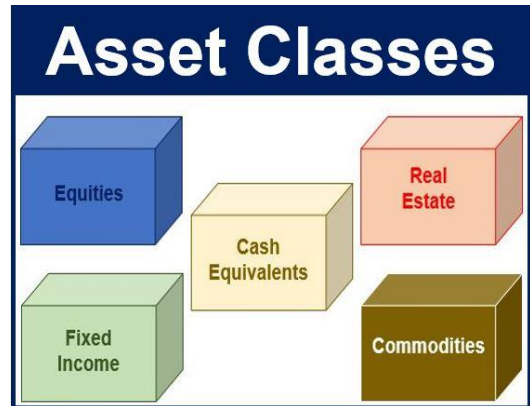 Asset Classes
Equities
Real
Estate
Cash
Equivalents
Fixed
Income
Commodities